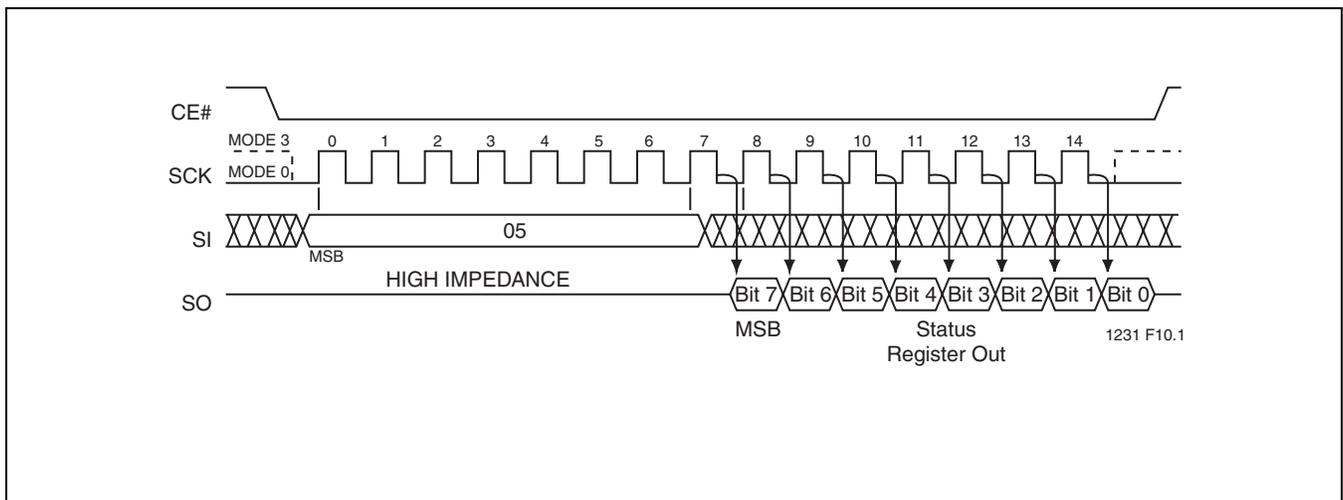 CE#
MODE 3 0 1 2 3 4 5 6 7 8 9 10 11 12 13 14
SCK MODE 0
SI 05
MSB
HIGH IMPEDANCE
SO Bit 7 Bit 6 Bit 5 Bit 4 Bit 3 Bit 2 Bit 1 Bit 0
MSB Status 1231 F10.1
Register Out